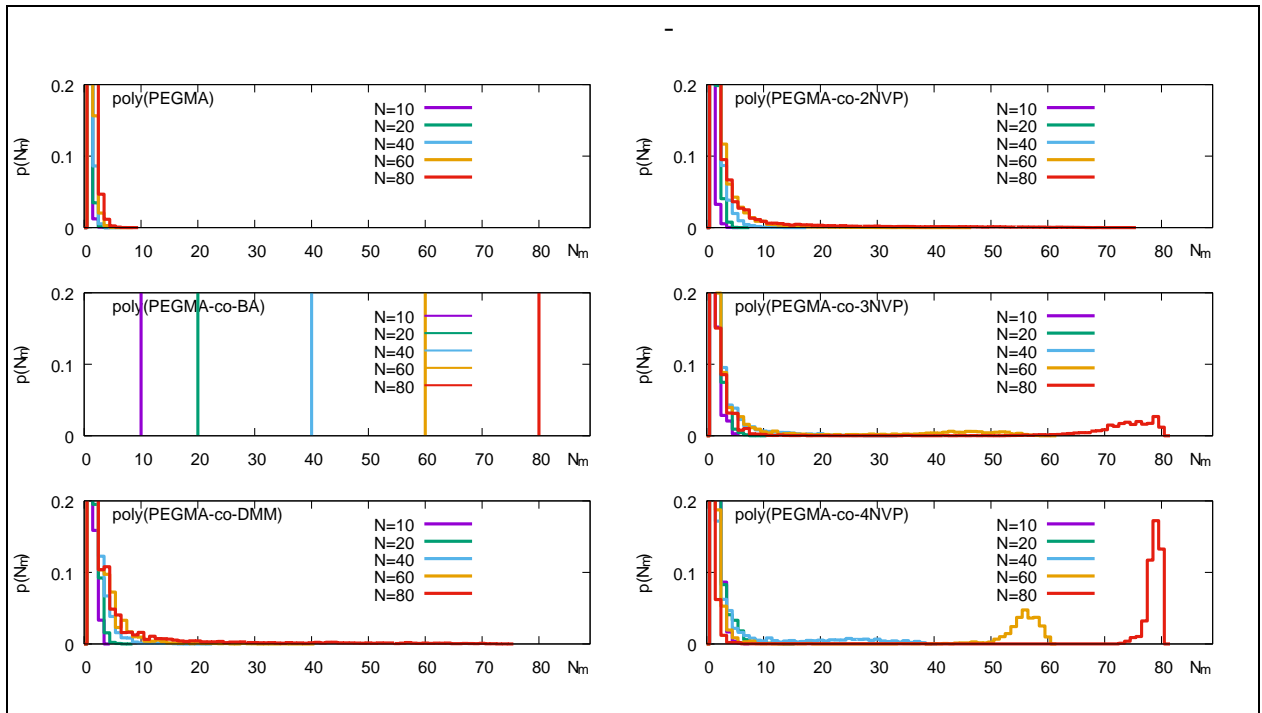 -
poly(PEGMA)
N=10
N=20
N=40
N=60
N=80
0.2
0.1
0
p(Nm)
0 10 20 30 40 50 60 70 80 Nm
poly(PEGMA-co-2NVP)
N=10
N=20
N=40
N=60
N=80
0.2
0.1
0
p(Nm)
0 10 20 30 40 50 60 70 80 Nm
poly(PEGMA-co-BA)
N=10
N=20
N=40
N=60
N=80
0.2
0.1
0
p(Nm)
0 10 20 30 40 50 60 70 80 Nm
poly(PEGMA-co-3NVP)
N=10
N=20
N=40
N=60
N=80
0.2
0.1
0
p(Nm)
0 10 20 30 40 50 60 70 80 Nm
poly(PEGMA-co-DMM)
N=10
N=20
N=40
N=60
N=80
0.2
0.1
0
p(Nm)
0 10 20 30 40 50 60 70 80 Nm
poly(PEGMA-co-4NVP)
N=10
N=20
N=40
N=60
N=80
0.2
0.1
0
p(Nm)
0 10 20 30 40 50 60 70 80 Nm